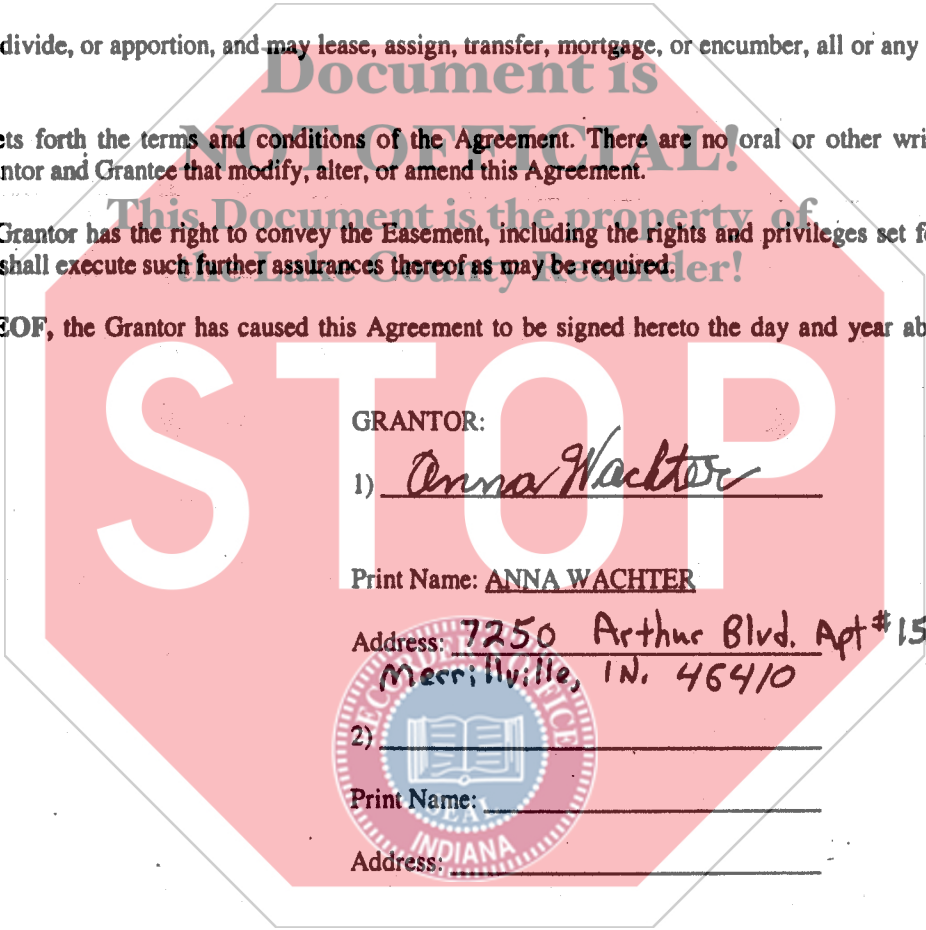 divide, or apportion, and may lease, assign, transfer, mortgage, or encumber, all or any
Document is
ets forth the terms and conditions of the Agreement. There are no oral or other wri
NOT OFFICIAL!
ntor and Grantee that modify, alter, or amend this Agreement.
This Document is the property of
Grantor has the right to convey the Easement, including the rights and privileges set f
the Lake County Recorder!
shall execute such further assurances thereof as may be required.
EOF, the Grantor has caused this Agreement to be signed hereto the day and year ab
STOP
GRANTOR:
1) Anna Wachter
Print Name: ANNA WACHTER
Address: 7250 Arthur Blvd. Apt #15
Merrillville, IN. 46410
2)
Print Name:
Address:
RECORDER'S OFFICE
SEAL
INDIANA